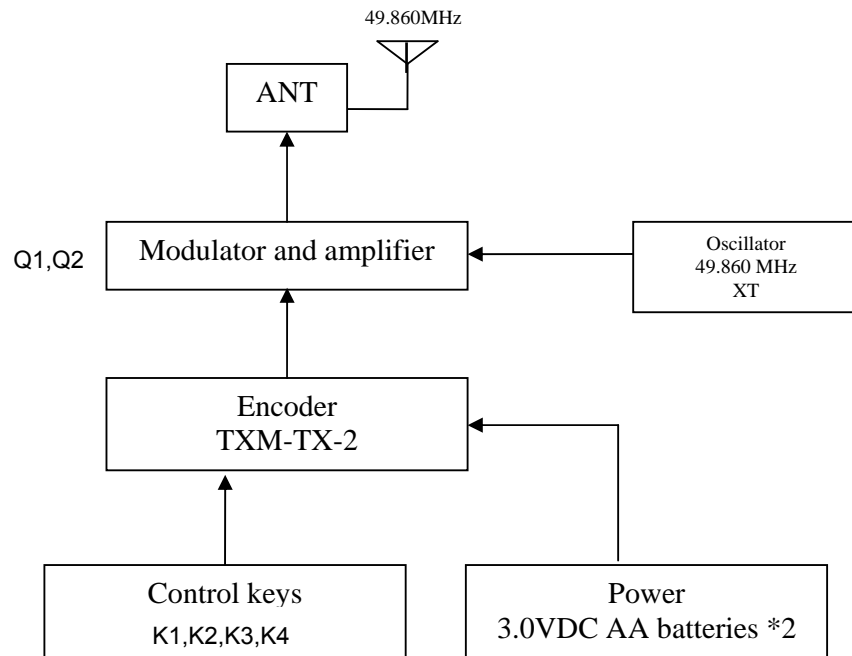 49.860MHz
ANT
Modulator and amplifier
Q1,Q2
Oscillator
49.860 MHz
XT
Encoder
TXM-TX-2
Control keys
K1,K2,K3,K4
Power
3.0VDC AA batteries *2